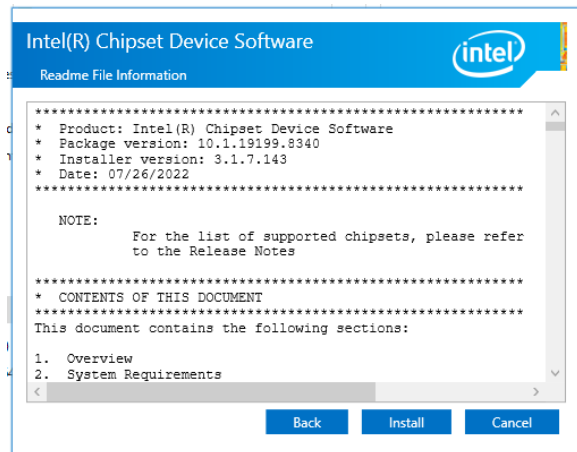 Intel(R) Chipset Device Software
intel
Readme File Information
************************************************************
*  Product: Intel(R) Chipset Device Software
*  Package version: 10.1.19199.8340
*  Installer version: 3.1.7.143
*  Date: 07/26/2022
************************************************************
NOTE:
For the list of supported chipsets, please refer
to the Release Notes
************************************************************
*  CONTENTS OF THIS DOCUMENT
************************************************************
This document contains the following sections:
1.  Overview
2.  System Requirements
Back
Install
Cancel